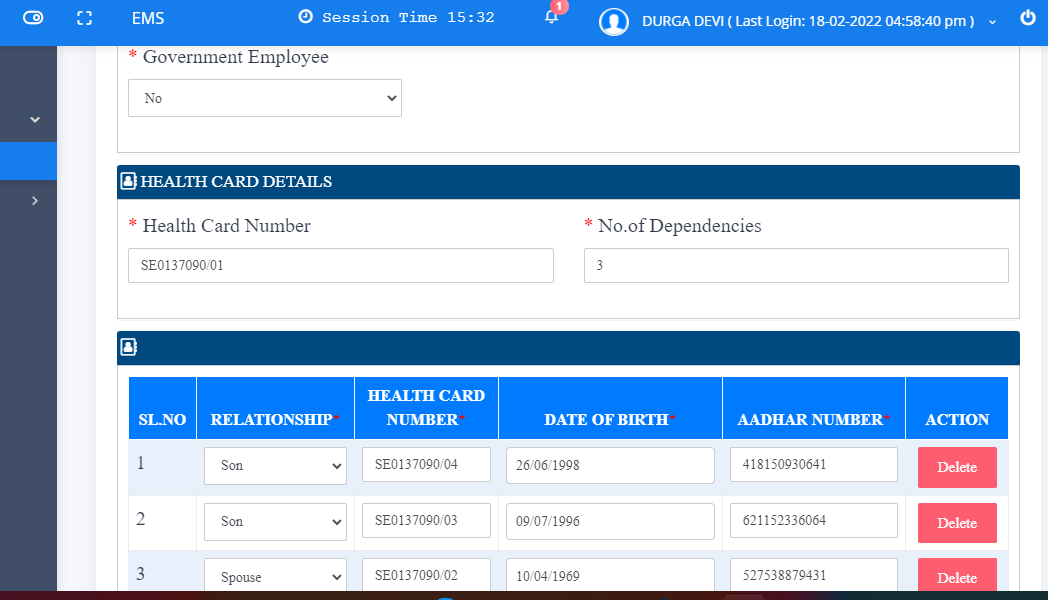 EMS
Session Time 15:32
1
DURGA DEVI ( Last Login: 18-02-2022 04:58:40 pm )
* Government Employee
No
HEALTH CARD DETAILS
* Health Card Number
* No.of Dependencies
SE0137090/01
3
SL.NO RELATIONSHIP* HEALTH CARD NUMBER* DATE OF BIRTH* AADHAR NUMBER* ACTION
1 Son SE0137090/04 26/06/1998 418150930641 Delete
2 Son SE0137090/03 09/07/1996 621152336064 Delete
3 Spouse SE0137090/02 10/04/1969 527538879431 Delete